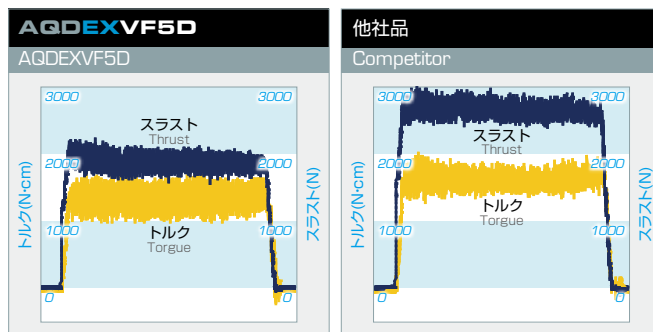 AQDEXVF5D
AQDEXVF5D
3000
3000
スラスト
Thrust
2000
2000
トルク(N·cm)
スラスト(N)
トルク
Torgue
1000
1000
0
0
他社品
Competitor
3000
3000
スラスト
Thrust
2000
2000
トルク(N·cm)
スラスト(N)
トルク
Torgue
1000
1000
0
0